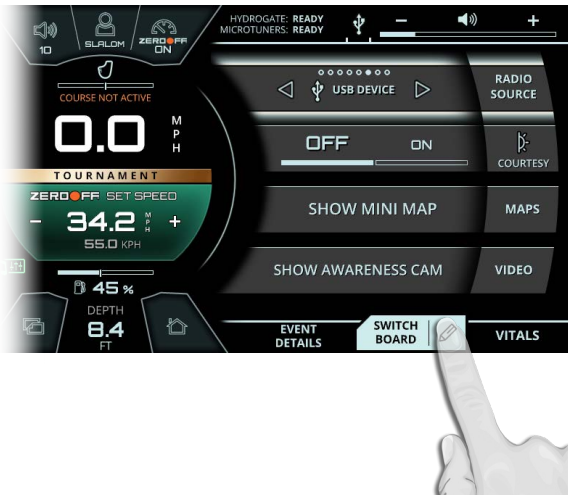 10
SLALOM
ZEROOFF
ON
HYDROGATE: READY
MICROTUNERS: READY
–
+
COURSE NOT ACTIVE
0.0 MPH
TOURNAMENT
ZEROOFF SET SPEED
– 34.2 MPH +
55.0 KPH
45 %
DEPTH
8.4
FT
USB DEVICE
RADIO
SOURCE
OFF ON
COURTESY
SHOW MINI MAP
MAPS
SHOW AWARENESS CAM
VIDEO
EVENT
DETAILS
SWITCH
BOARD
VITALS